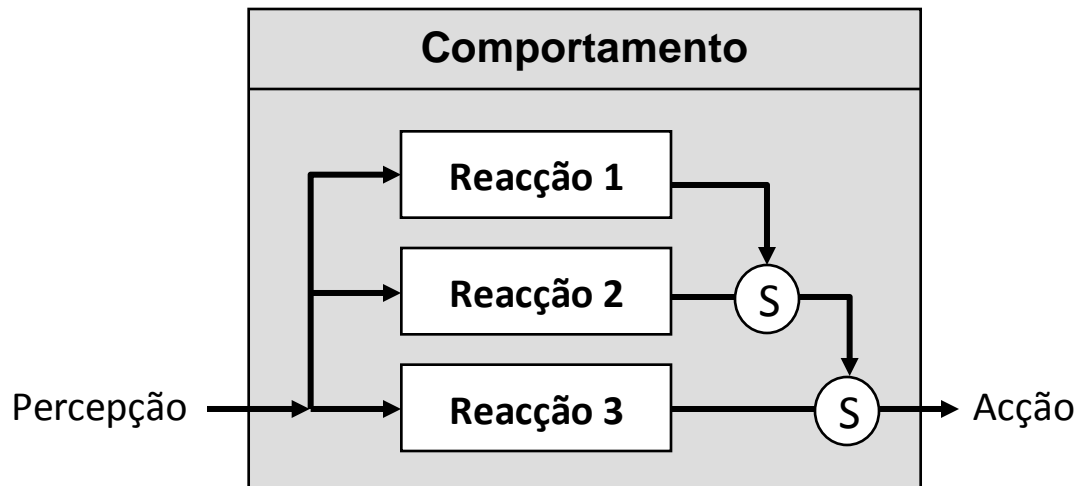 Comportamento
Reacção 1
Reacção 2
S
Percepção
Reacção 3
S
Acção